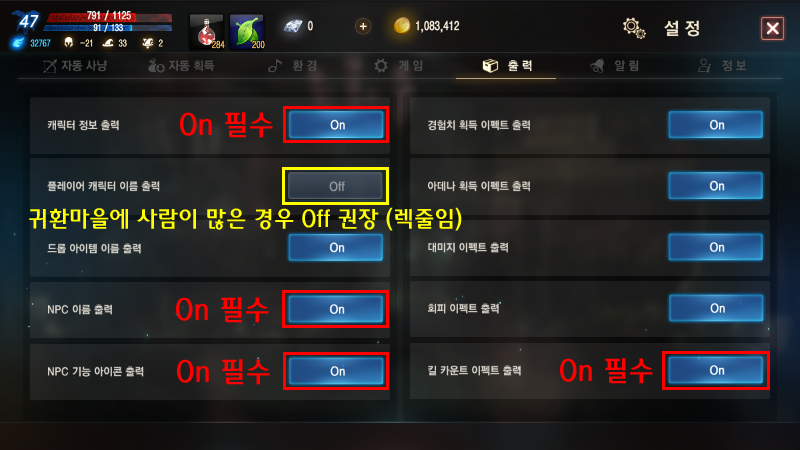 47
791 / 1125
91 / 133
32767
-21
33
2
284
200
0
1,083,412
설 정
자동 사냥
자동 획득
환 경
게 임
출 력
알 림
정 보
캐릭터 정보 출력
On 필수
On
경험치 획득 이펙트 출력
On
플레이어 캐릭터 이름 출력
Off
아데나 획득 이펙트 출력
On
귀환마을에 사람이 많은 경우 Off 권장 (렉줄임)
드롭 아이템 이름 출력
On
대미지 이펙트 출력
On
NPC 이름 출력
On 필수
On
회피 이펙트 출력
On
NPC 기능 아이콘 출력
On 필수
On
킬 카운트 이펙트 출력
On 필수
On